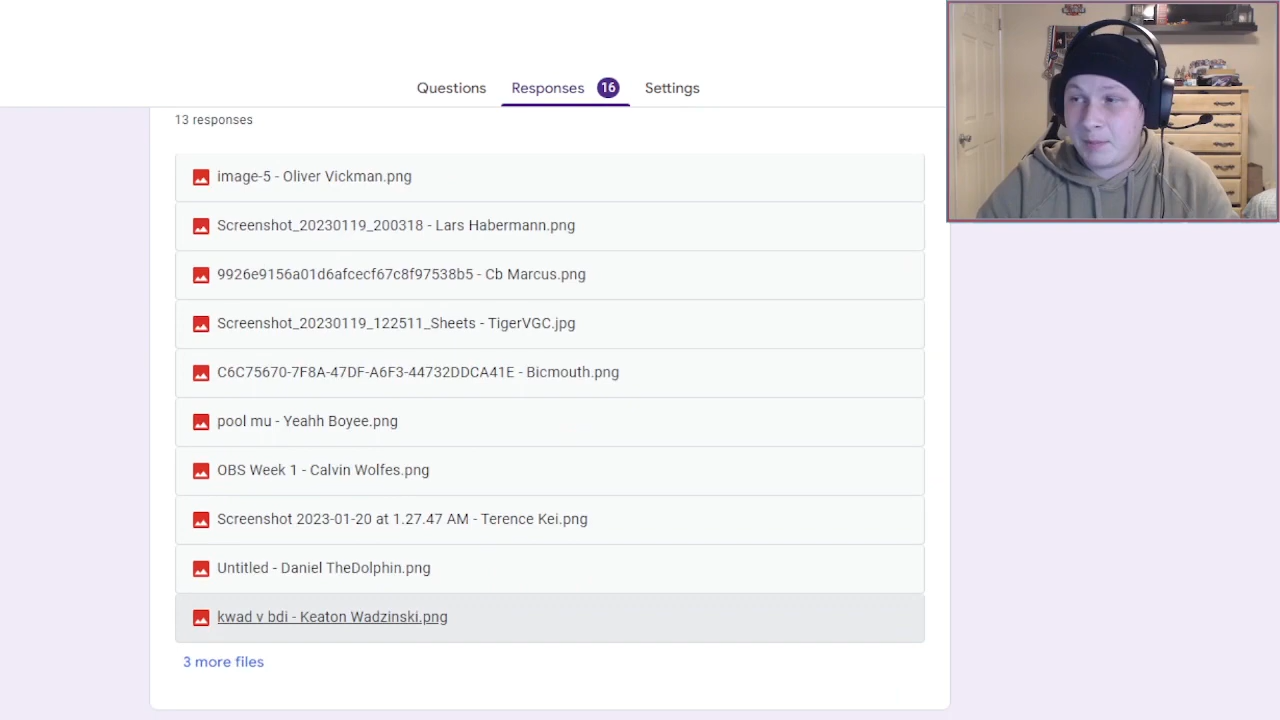 Questions
Responses 16
Settings
13 responses
image-5 - Oliver Vickman.png
Screenshot_20230119_200318 - Lars Habermann.png
9926e9156a01d6afcecf67c8f97538b5 - Cb Marcus.png
Screenshot_20230119_122511_Sheets - TigerVGC.jpg
C6C75670-7F8A-47DF-A6F3-44732DDCA41E - Bicmouth.png
pool mu - Yeahh Boyee.png
OBS Week 1 - Calvin Wolfes.png
Screenshot 2023-01-20 at 1.27.47 AM - Terence Kei.png
Untitled - Daniel TheDolphin.png
kwad v bdi - Keaton Wadzinski.png
3 more files